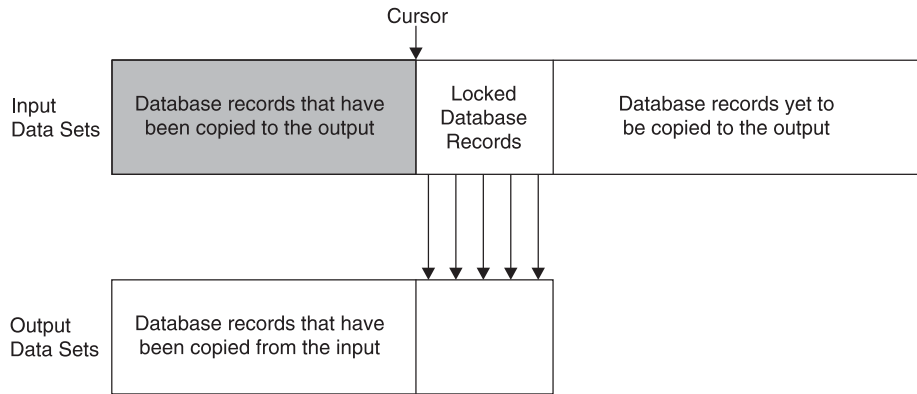 Cursor
Input
Data Sets
Database records that have
been copied to the output
Locked
Database
Records
Database records yet to
be copied to the output
Output
Data Sets
Database records that have
been copied from the input